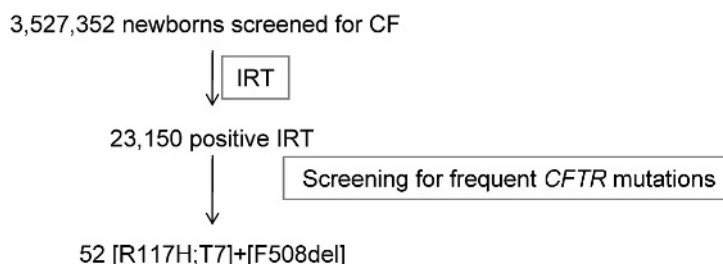 3,527,352 newborns screened for CF
IRT
23,150 positive IRT
Screening for frequent CFTR mutations
52 [R117H;T7]+[F508del]